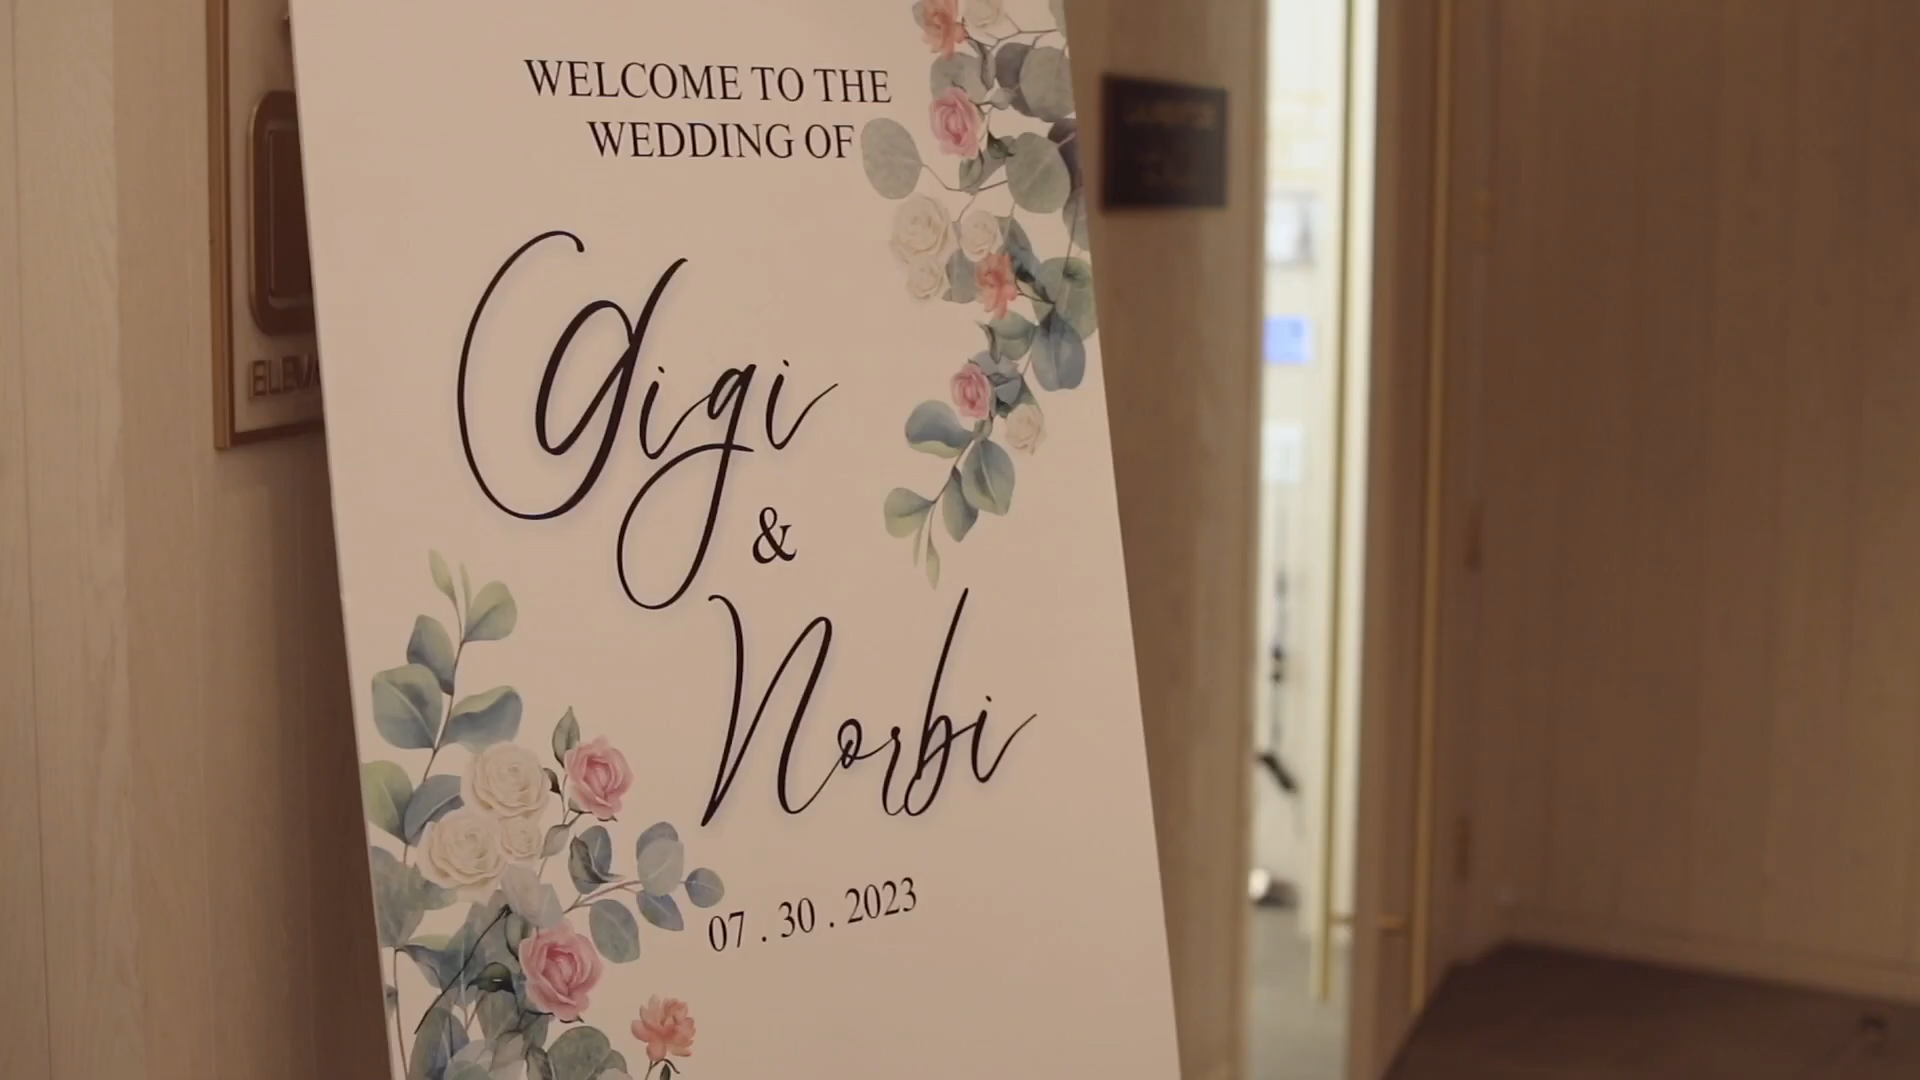 WELCOME TO THE
WEDDING OF
Gigi
&
Norbi
07 . 30 . 2023